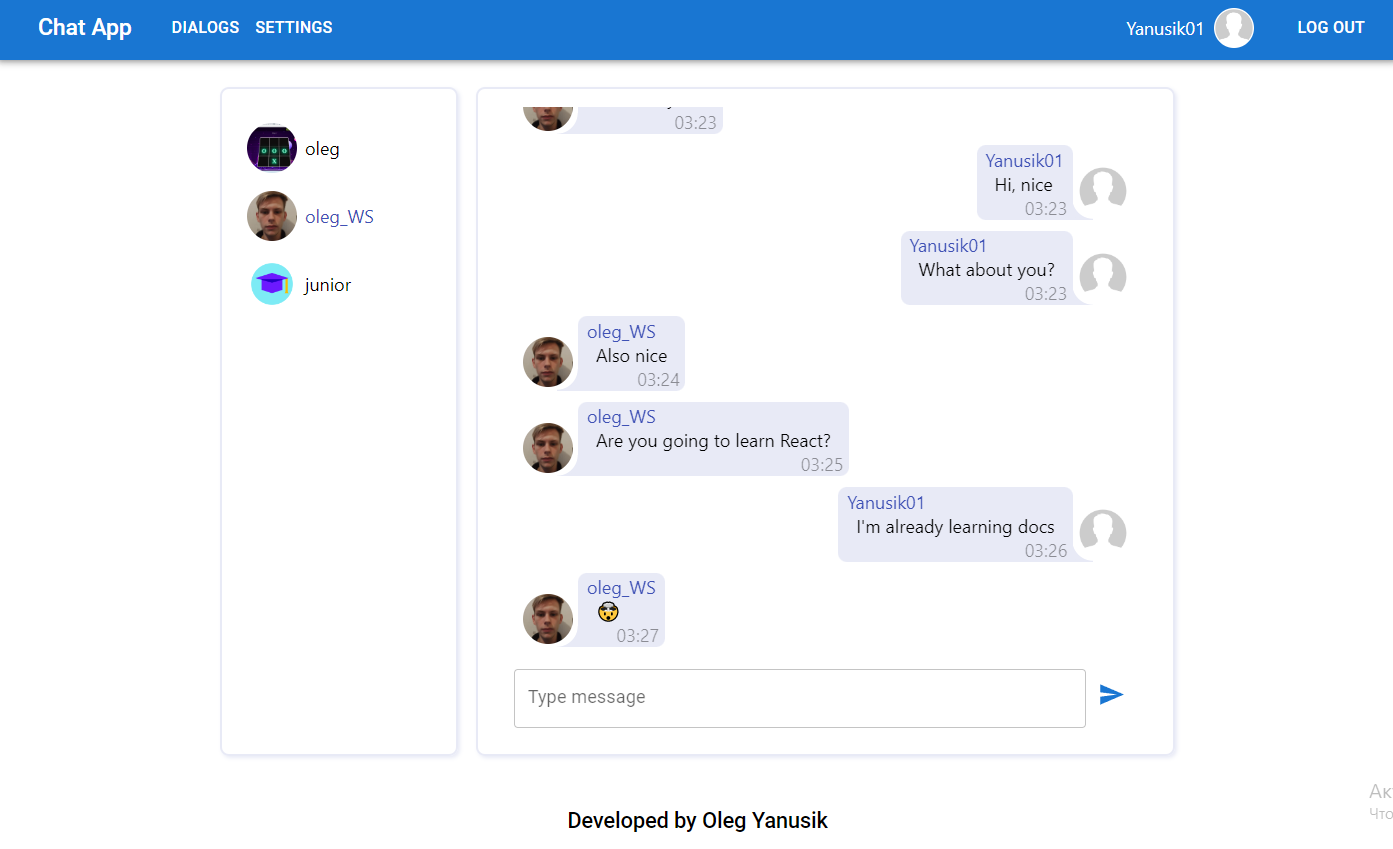 Chat App
DIALOGS SETTINGS
Yanusik01
LOG OUT
oleg
oleg_WS
junior
03:23
Yanusik01
Hi, nice
03:23
Yanusik01
What about you?
03:23
oleg_WS
Also nice
03:24
oleg_WS
Are you going to learn React?
03:25
Yanusik01
I'm already learning docs
03:26
oleg_WS
🤯
03:27
Type message
Developed by Oleg Yanusik
Ак
Что